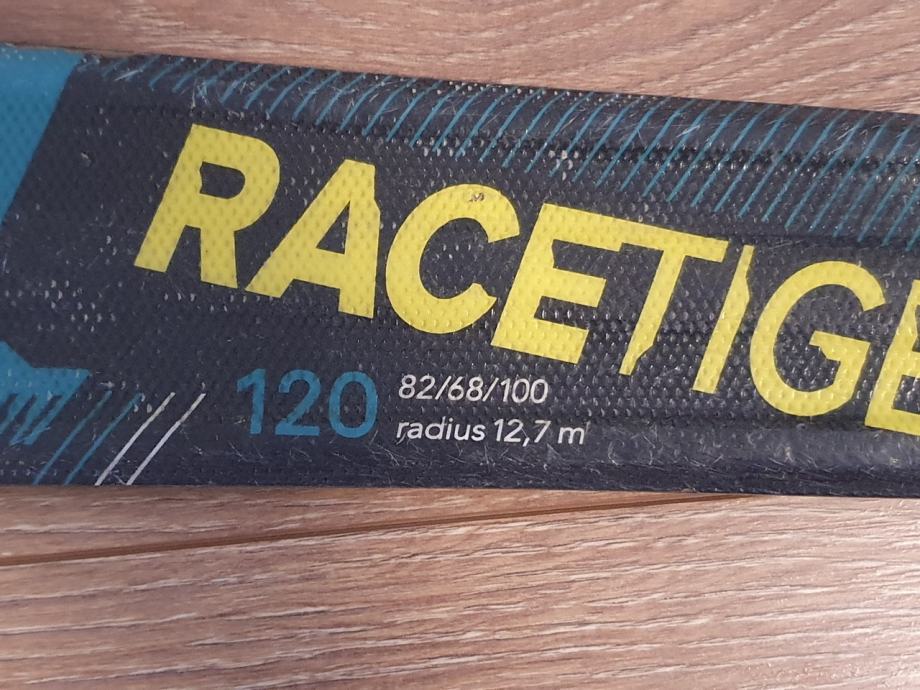 RACETIGE
120
82/68/100
radius 12,7 m